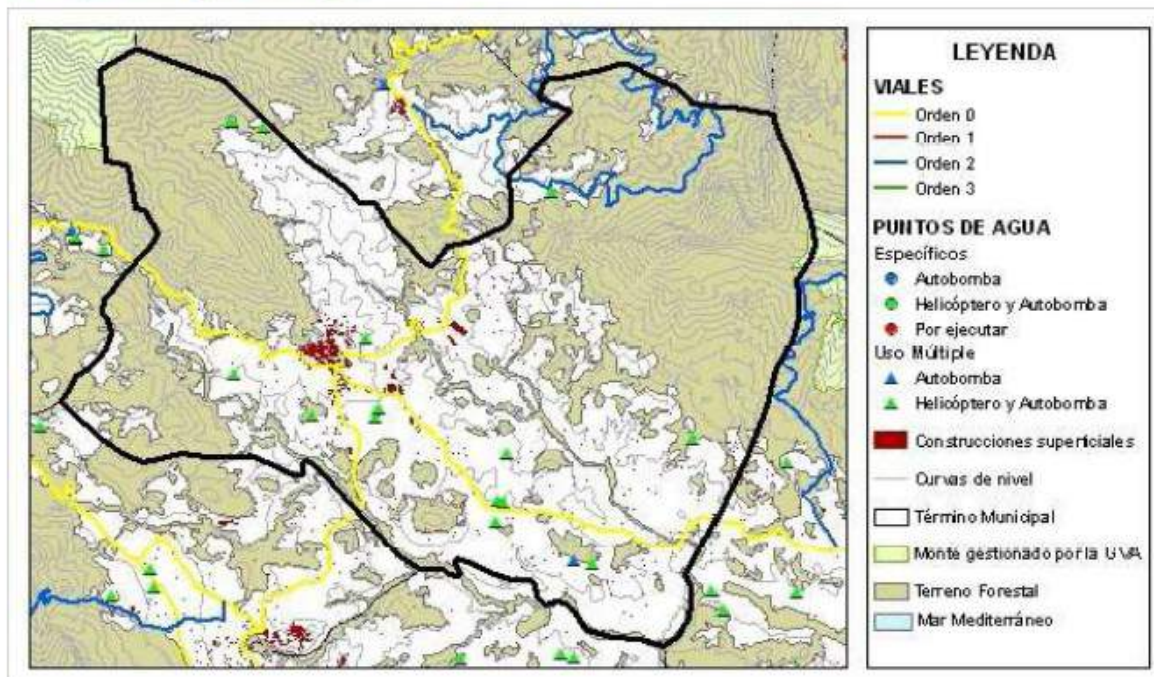 LEYENDA
VIALES
Orden 0
Orden 1
Orden 2
Orden 3
PUNTOS DE AGUA
Específicos
Autobomba
Helicóptero y Autobomba
Por ejecutar
Uso Múltiple
Autobomba
Helicóptero y Autobomba
Construcciones superficiales
Curvas de nivel
Término Municipal
Monte gestionado por la GVA
Terreno Forestal
Mar Mediterráneo